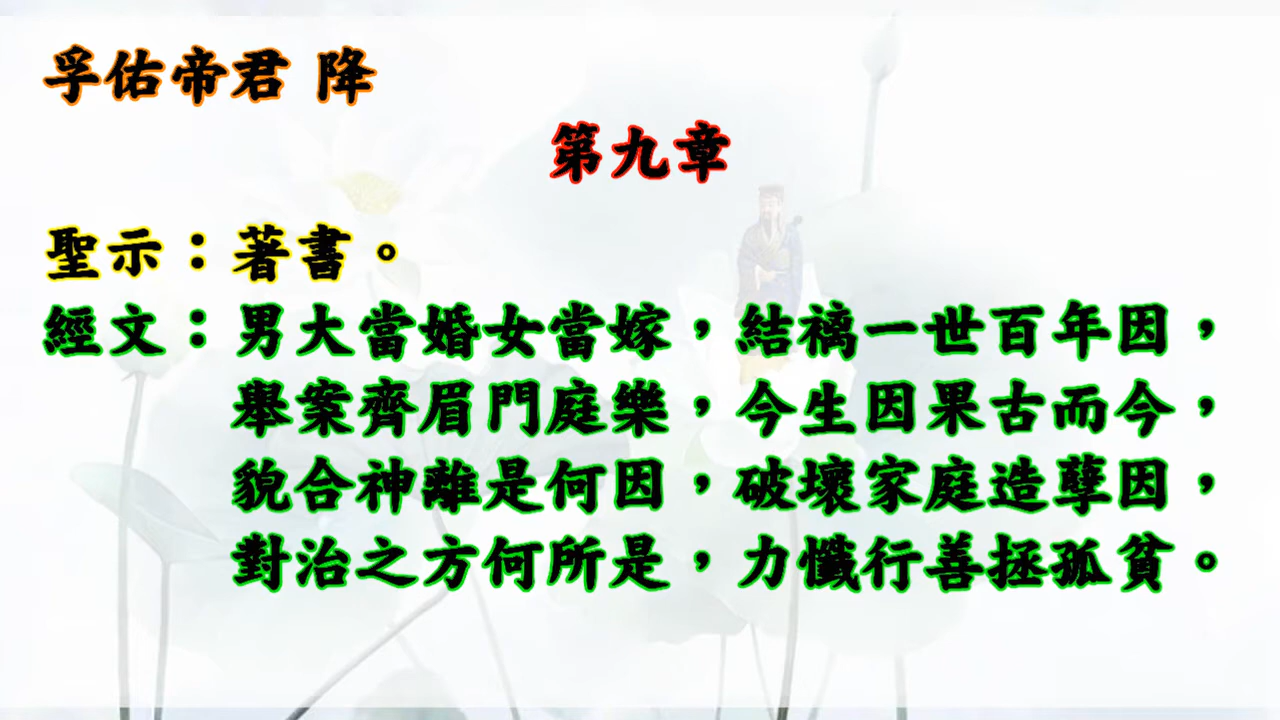 孚佑帝君 降
第九章
聖示：著書。
經文：男大當婚女當嫁，結褵一世百年因，
舉案齊眉門庭樂，今生因果古而今，
貌合神離是何因，破壞家庭造孽因，
對治之方何所是，力懺行善拯孤貧。